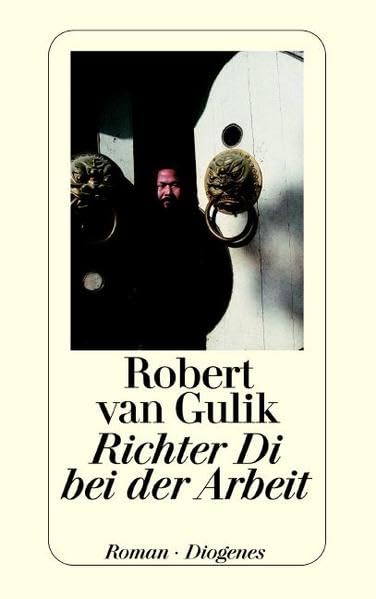 Robert
van Gulik
Richter Di
bei der Arbeit
Roman · Diogenes